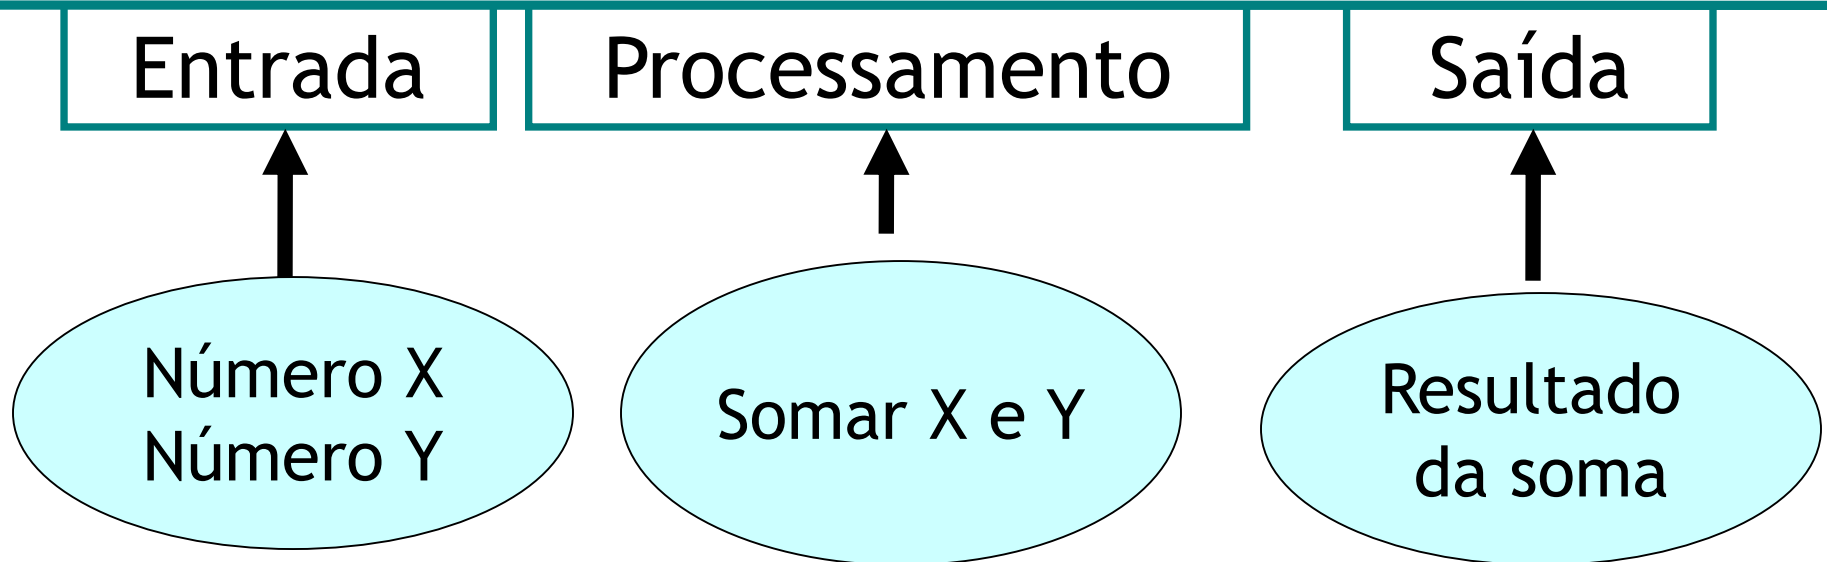 Entrada
Processamento
Saída
Número X
Número Y
Somar X e Y
Resultado
da soma